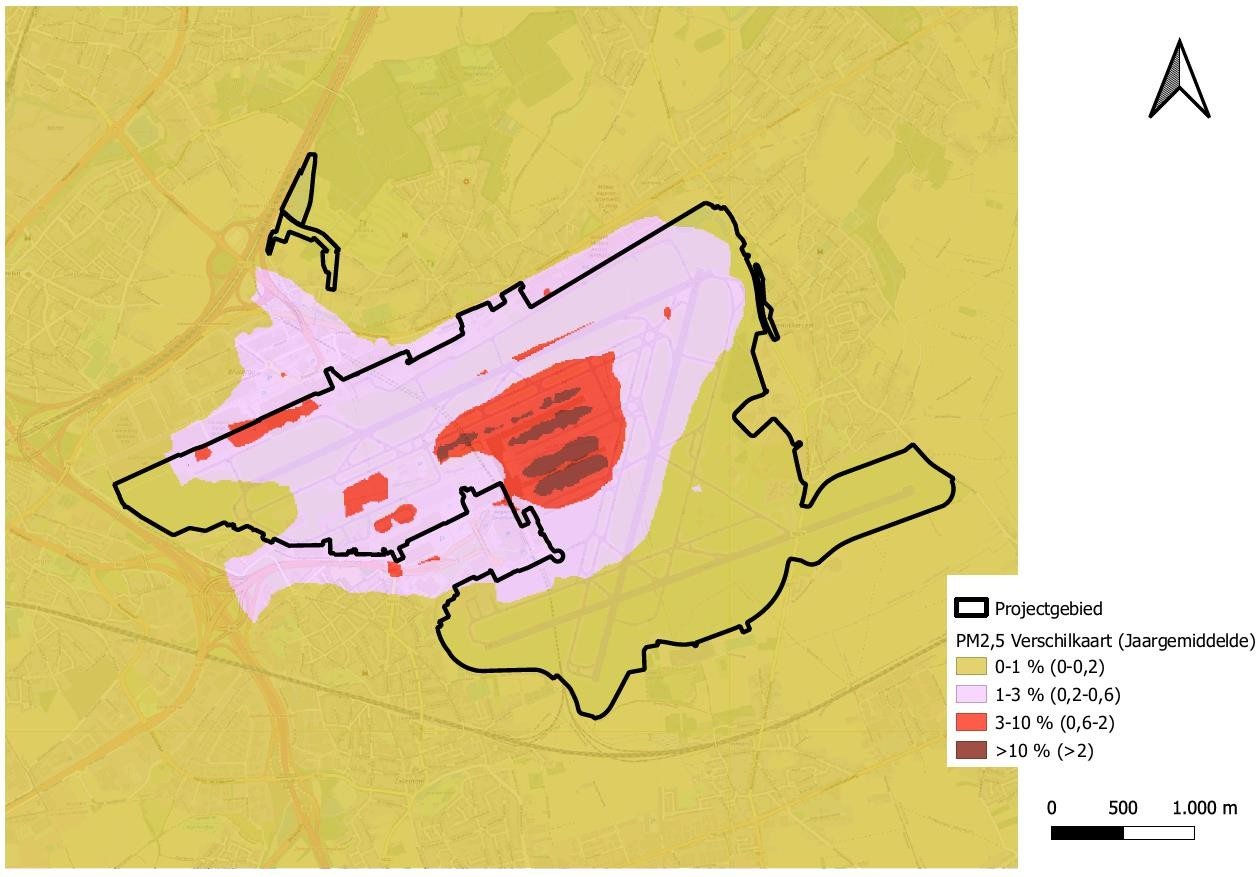 Projectgebied
PM2,5 Verschilkaart (Jaargemiddelde)
0-1 % (0-0,2)
1-3 % (0,2-0,6)
3-10 % (0,6-2)
>10 % (>2)
0 500 1.000 m